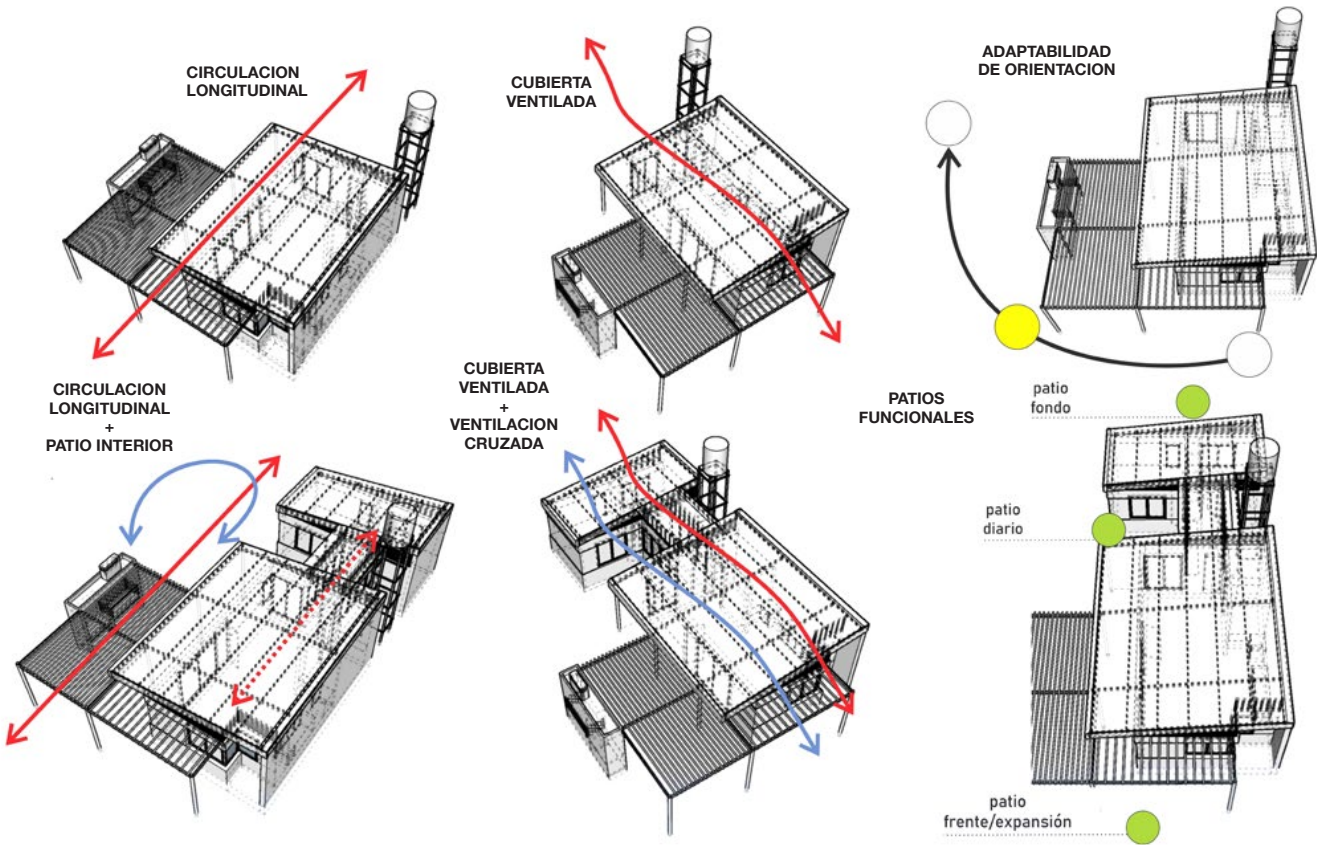 CIRCULACION
LONGITUDINAL
CUBIERTA
VENTILADA
ADAPTABILIDAD
DE ORIENTACION
CIRCULACION
LONGITUDINAL
+
PATIO INTERIOR
CUBIERTA
VENTILADA
+
VENTILACION
CRUZADA
PATIOS
FUNCIONALES
patio
fondo
patio
diario
patio
frente/expansión